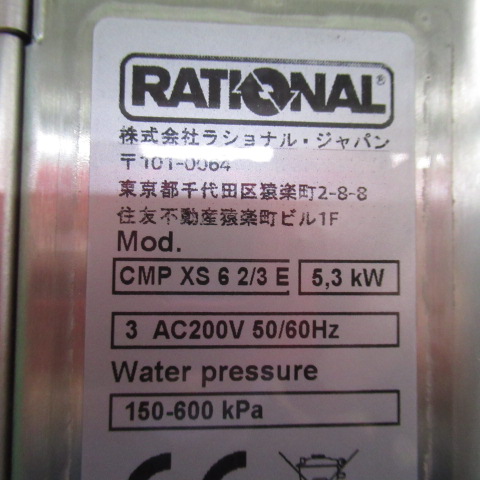 RATIONAL®
株式会社ラショナル・ジャパン
〒101-0064
東京都千代田区猿楽町2-8-8
住友不動産猿楽町ビル1F
Mod.
CMP XS 6 2/3 E 5,3 kW
3 AC200V 50/60Hz
Water pressure
150-600 kPa
CE